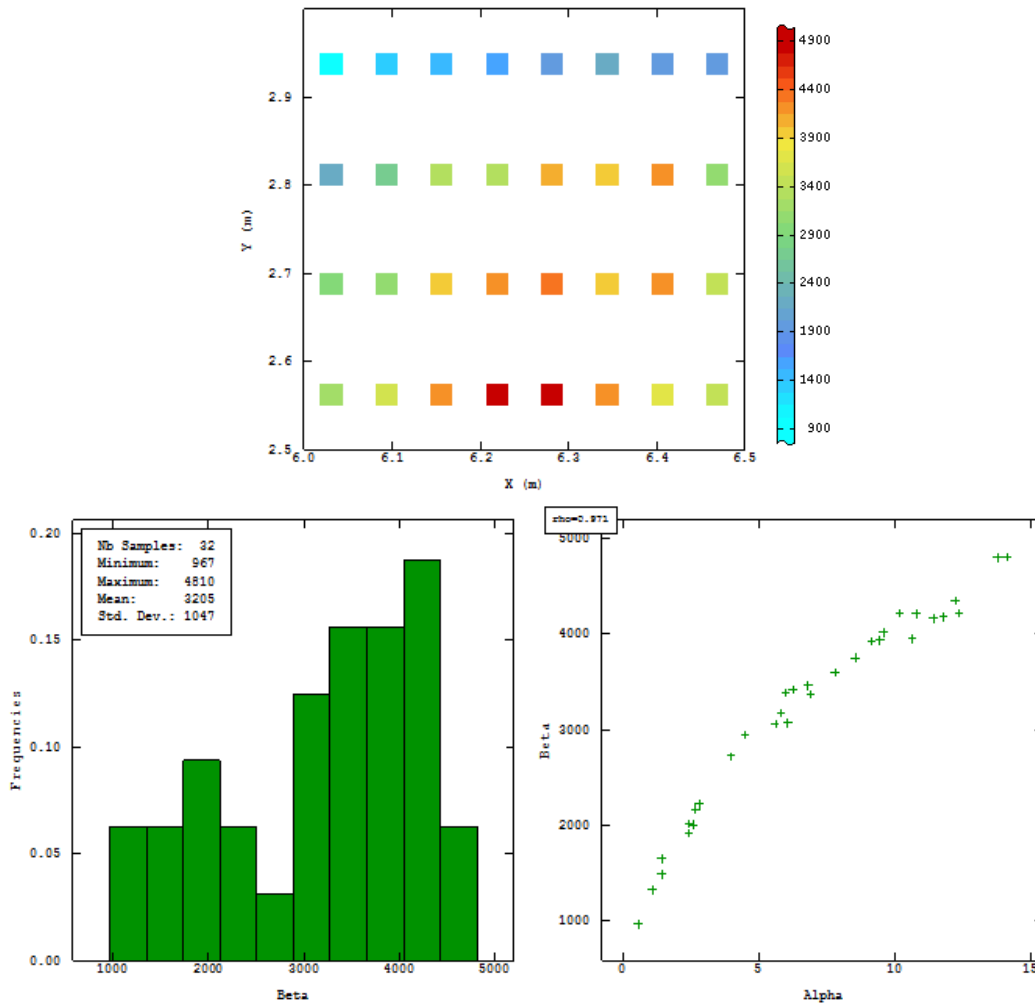 4900
4400
3900
3400
2900
2400
1900
1400
900
2.9
2.8
2.7
2.6
2.5
Y (m)
6.0 6.1 6.2 6.3 6.4 6.5
X (m)
Nb Samples: 32
Minimum: 967
Maximum: 4810
Mean: 3205
Std. Dev.: 1047
0.20
0.15
0.10
0.05
0.00
Frequencies
1000 2000 3000 4000 5000
Beta
rho=0.971
5000
4000
3000
2000
1000
Beta
0 5 10 15
Alpha